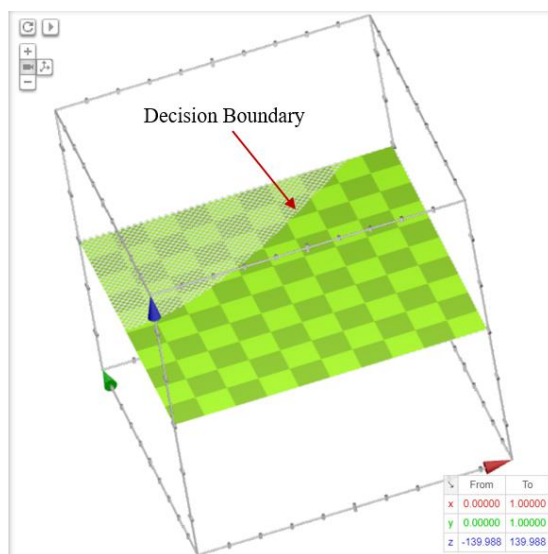 Decision Boundary
From To
x 0.00000 1.00000
y 0.00000 1.00000
z -139.988 139.988